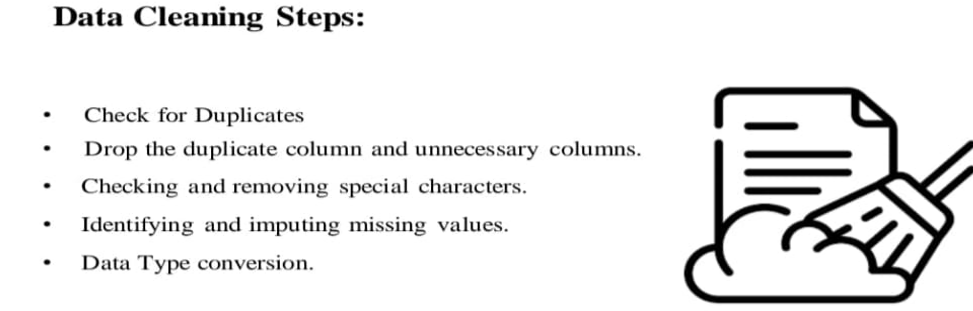 Data Cleaning Steps:
• Check for Duplicates
• Drop the duplicate column and unnecessary columns.
• Checking and removing special characters.
• Identifying and imputing missing values.
• Data Type conversion.